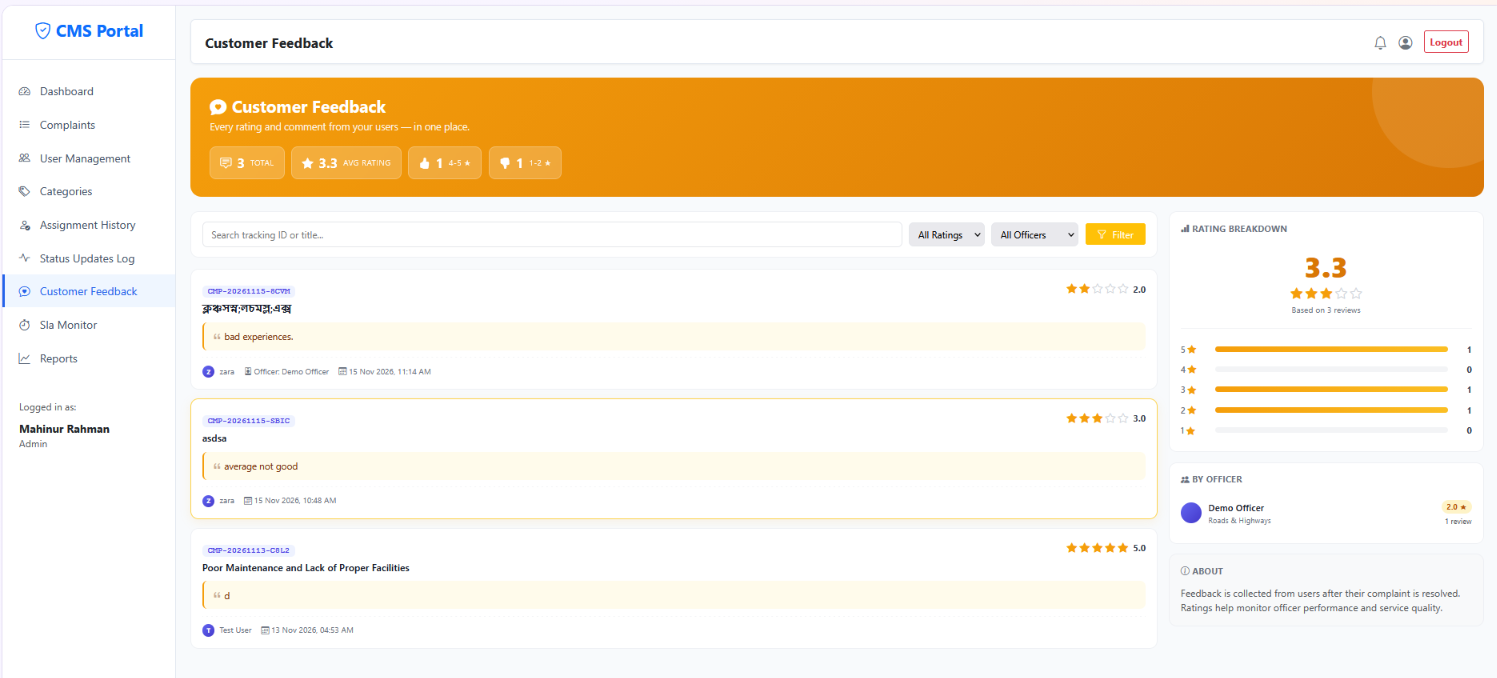 CMS Portal
Customer Feedback
Logout
Dashboard
Complaints
User Management
Categories
Assignment History
Status Updates Log
Customer Feedback
Sla Monitor
Reports
Logged in as:
Mahinur Rahman
Admin
Customer Feedback
Every rating and comment from your users — in one place.
3 TOTAL
3.3 AVG RATING
1 4-5 ★
1 1-2 ★
Search tracking ID or title...
All Ratings
All Officers
Filter
CMP-20261115-8CVM
2.0
“ bad experiences.
Z zara Officer: Demo Officer 15 Nov 2026, 11:14 AM
CMP-20261115-SBIC
3.0
asdsa
“ average not good
Z zara 15 Nov 2026, 10:48 AM
CMP-20261113-C0L2
5.0
Poor Maintenance and Lack of Proper Facilities
“ d
T Test User 13 Nov 2026, 04:53 AM
RATING BREAKDOWN
3.3
Based on 3 reviews
5 ★ 1
4 ★ 0
3 ★ 1
2 ★ 1
1 ★ 0
BY OFFICER
Demo Officer
Roads & Highways
2.0 ★
1 review
ABOUT
Feedback is collected from users after their complaint is resolved.
Ratings help monitor officer performance and service quality.